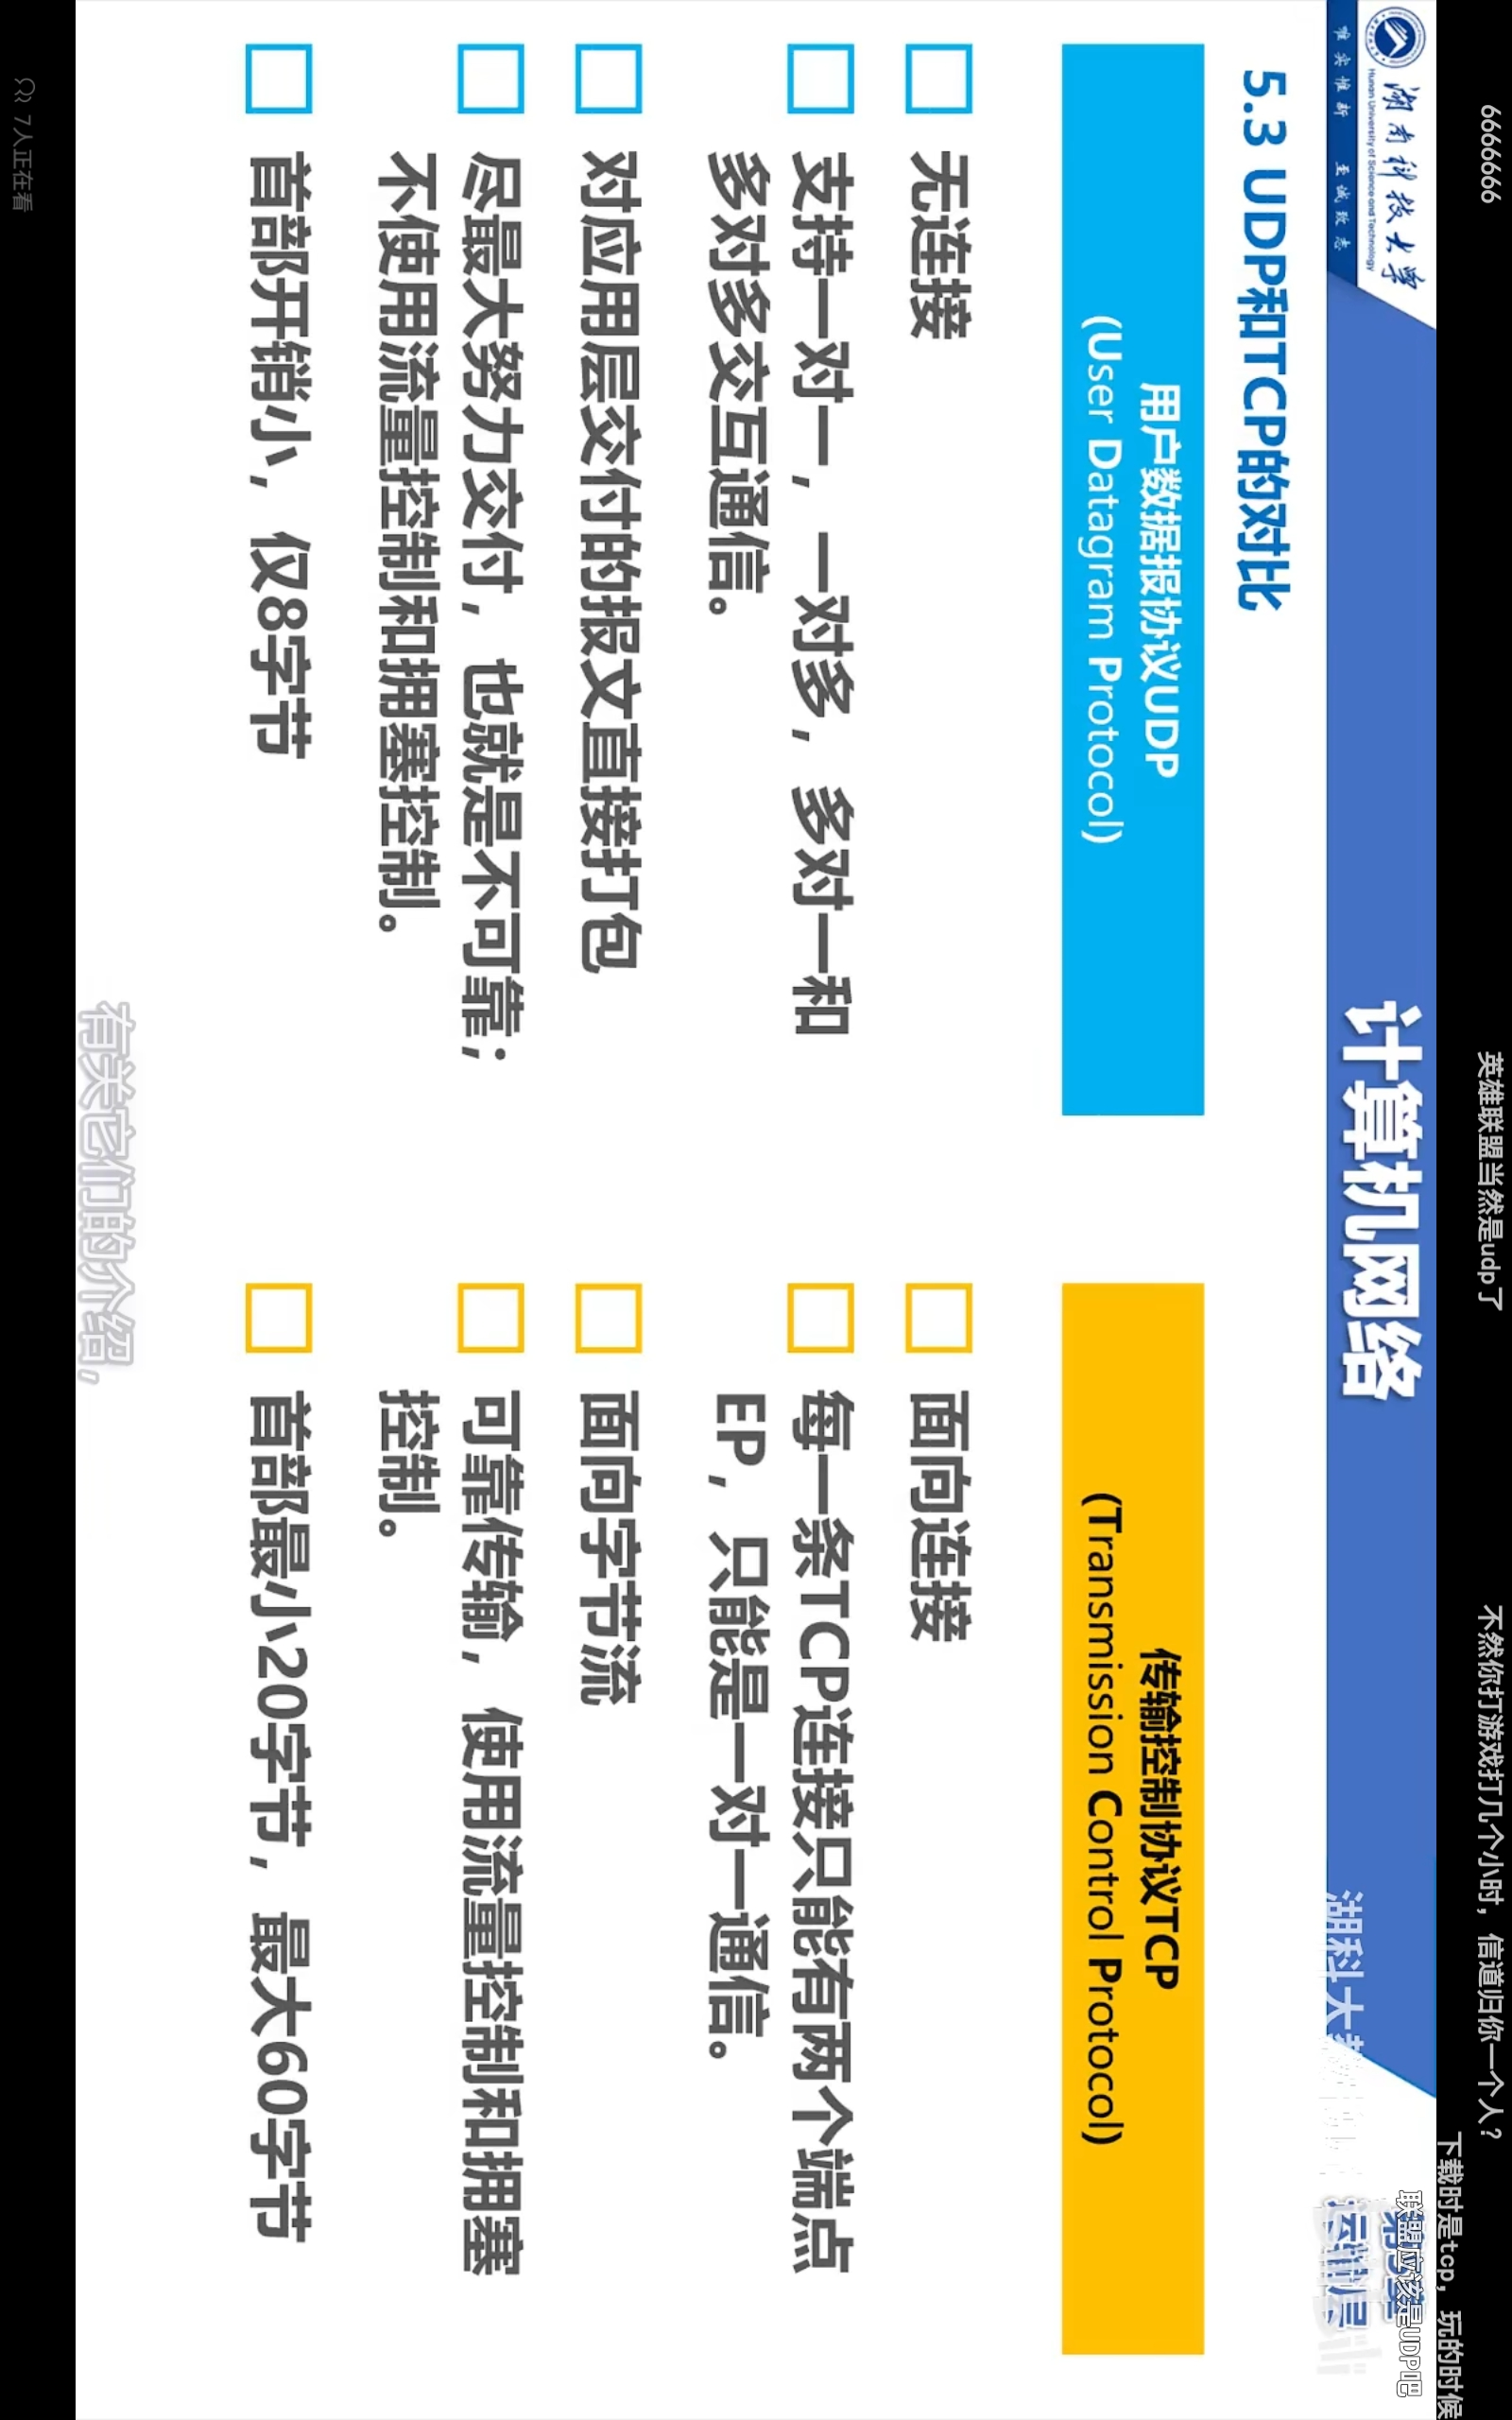 666666
英雄联盟当然是udp了
不然你打游戏打几个小时，信道归你一个人？
下载时是tcp，玩的时候
联盟应该是UDP吧
湖南科技大学
Hunan University of Science and Technology
唯实惟新 至诚致志
计算机网络
湖科大
运输层
5.3 UDP和TCP的对比
用户数据报协议UDP
(User Datagram Protocol)
无连接
支持一对一，一对多，多对一和
多对多交互通信。
对应用层交付的报文直接打包
尽最大努力交付，也就是不可靠；
不使用流量控制和拥塞控制。
首部开销小，仅8字节
传输控制协议TCP
(Transmission Control Protocol)
面向连接
每一条TCP连接只能有两个端点
EP，只能是一对一通信。
面向字节流
可靠传输，使用流量控制和拥塞
控制。
首部最小20字节，最大60字节
有关它们的介绍，
7人正在看